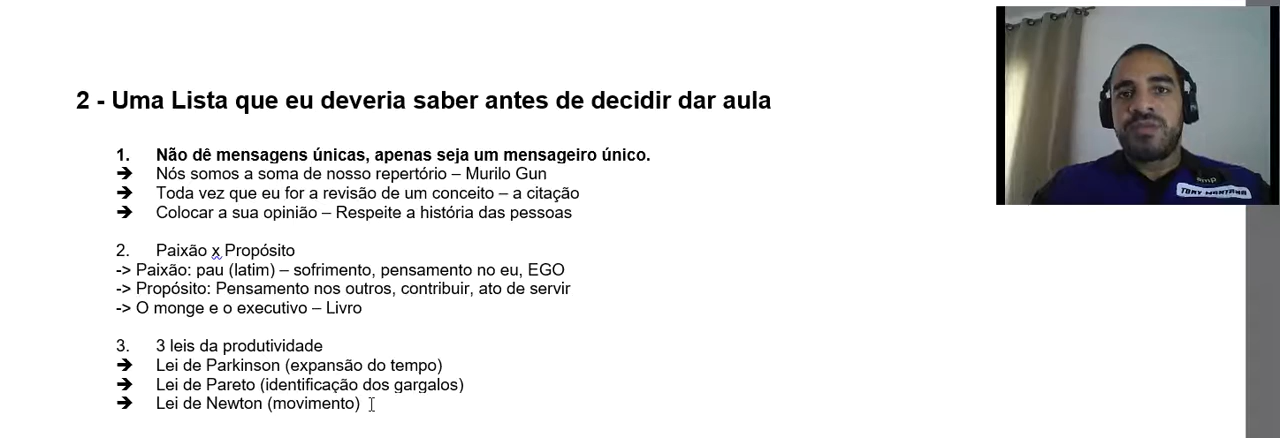 2 - Uma Lista que eu deveria saber antes de decidir dar aula
1. Não dê mensagens únicas, apenas seja um mensageiro único.
➔ Nós somos a soma de nosso repertório – Murilo Gun
➔ Toda vez que eu for a revisão de um conceito – a citação
➔ Colocar a sua opinião – Respeite a história das pessoas
2. Paixão x Propósito
-> Paixão: pau (latim) – sofrimento, pensamento no eu, EGO
-> Propósito: Pensamento nos outros, contribuir, ato de servir
-> O monge e o executivo – Livro
3. 3 leis da produtividade
➔ Lei de Parkinson (expansão do tempo)
➔ Lei de Pareto (identificação dos gargalos)
➔ Lei de Newton (movimento)
TONY MONTANA